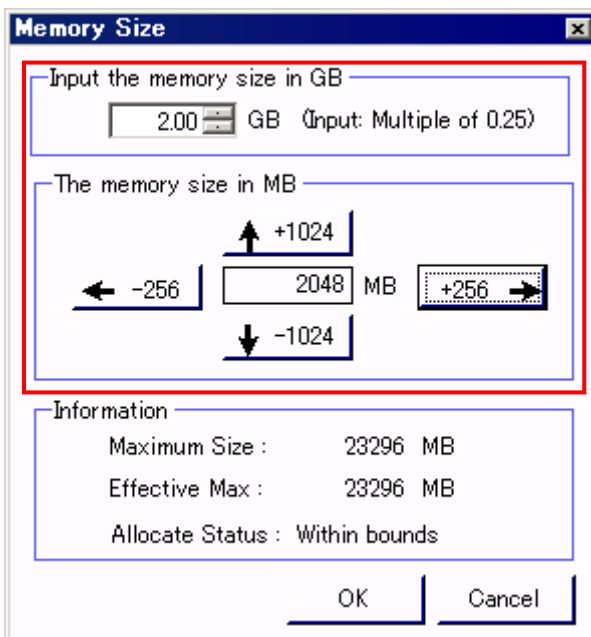 Memory Size
Input the memory size in GB
2.00 GB (Input: Multiple of 0.25)
The memory size in MB
+1024
-256 2048 MB +256
-1024
Information
Maximum Size : 23296 MB
Effective Max : 23296 MB
Allocate Status : Within bounds
OK Cancel